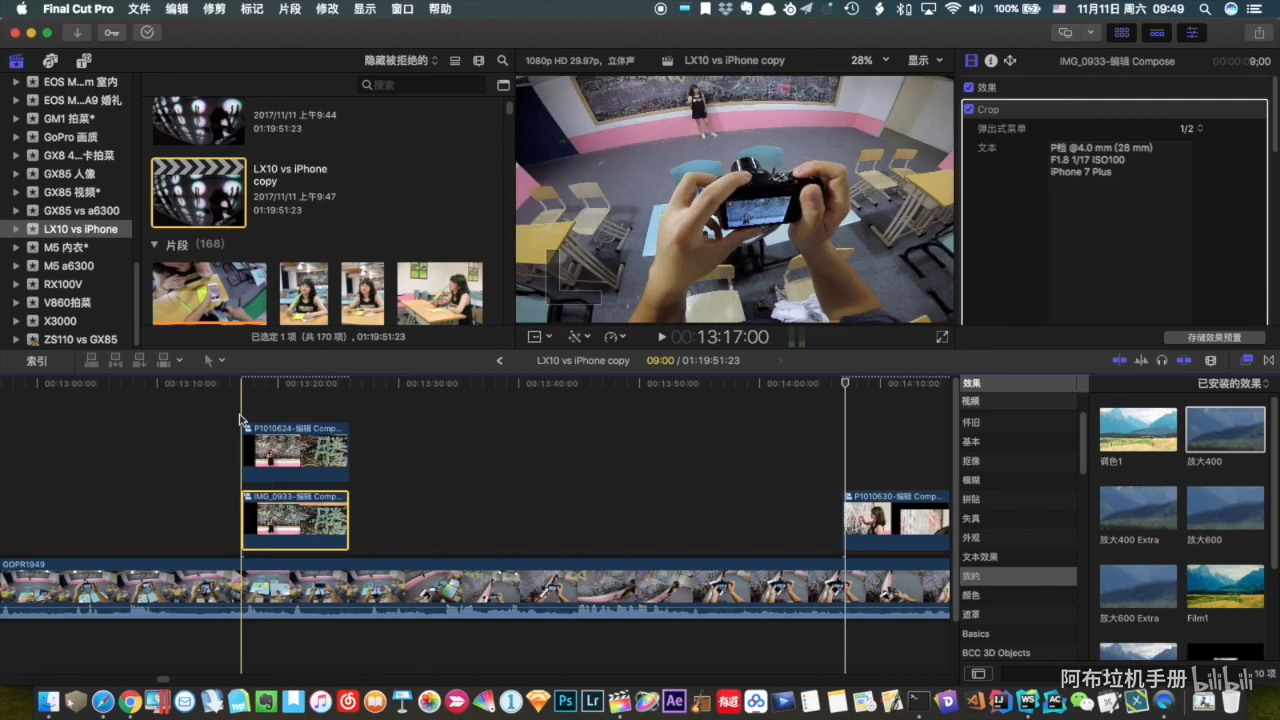 Final Cut Pro 文件 编辑 修剪 标记 片段 修改 显示 窗口 帮助 100% 11月11日 周六 09:49
隐藏被拒绝的
1080p HD 29.97p, 立体声
LX10 vs iPhone copy
28%
显示
IMG_0933-编辑 Compose
9;00
搜索
EOS M...m 室内
EOS M...A9 婚礼
GM1 拍菜*
GoPro 画质
GX8 4...卡拍菜
GX85 人像
GX85 视频*
GX85 vs a6300
LX10 vs iPhone
M5 内衣*
M5 a6300
RX100V
V860拍菜
X3000
ZS110 vs GX85
2017/11/11 上午9:44
01:19:51:23
LX10 vs iPhone
copy
2017/11/11 上午9:47
01:19:51:23
片段 (168)
已选定 1 项（共 170 项）, 01:19:51:23
00:13:17:00
效果
Crop
弹出式菜单 1/2
文本
P档 @4.0 mm (28 mm)
F1.8 1/17 ISO100
iPhone 7 Plus
存储效果预置
索引
LX10 vs iPhone copy 09:00 / 01:19:51:23
00:13:00:00 00:13:10:00 00:13:20:00 00:13:30:00 00:13:40:00 00:13:50:00 00:14:00:00 00:14:10:00
P1010624-编辑 Comp...
IMG_0933-编辑 Comp...
P1010630-编辑 Comp...
GOPR1949
效果
已安装的效果
视频
怀旧
基本
抠像
模糊
拼贴
失真
外观
文本效果
我的
颜色
遮罩
Basics
BCC 3D Objects
调色1
放大400
放大400 Extra
放大600
放大600 Extra
Film1
10 项
阿布垃机手册 bilibili
Ps Lr Ae 有道 IJ WS AC